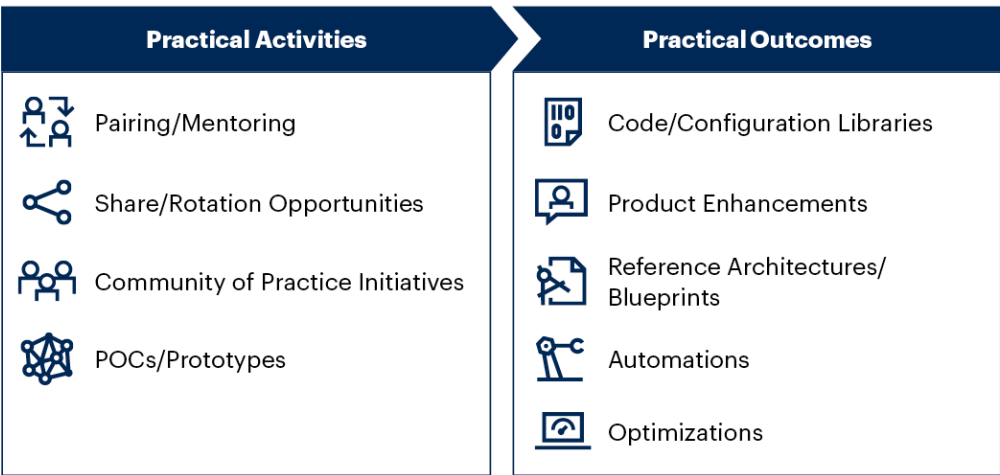 Practical Activities
Pairing/Mentoring
Share/Rotation Opportunities
Community of Practice Initiatives
POCs/Prototypes
Practical Outcomes
Code/Configuration Libraries
Product Enhancements
Reference Architectures/
Blueprints
Automations
Optimizations